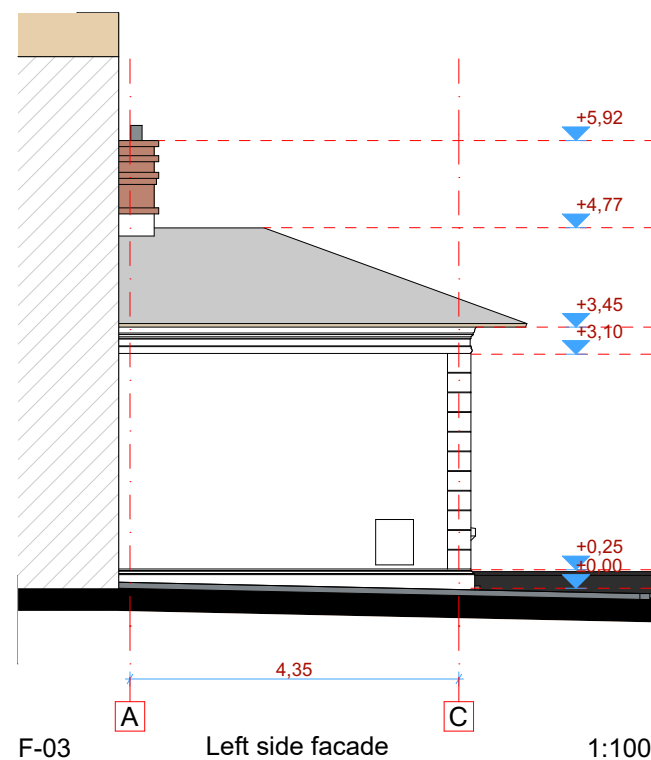 +5,92
+4,77
+3,45
+3,10
+0,25
±0,00
4,35
A
C
F-03
Left side facade
1:100